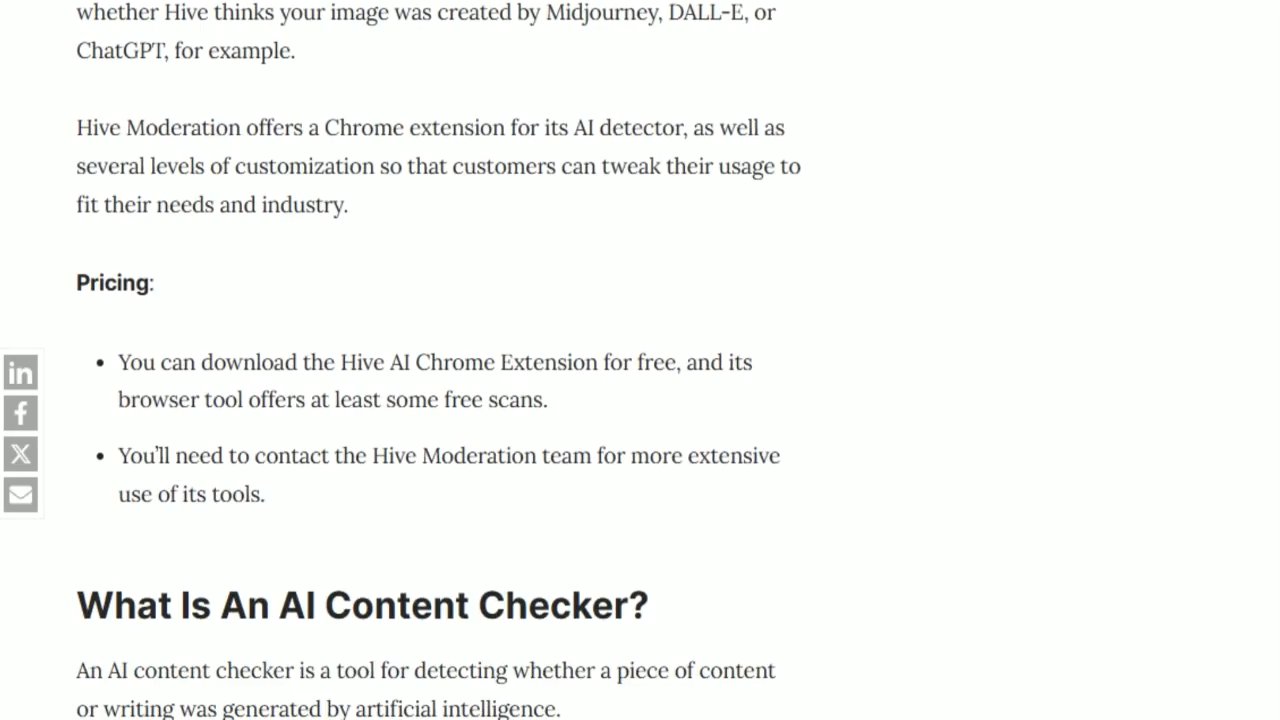 whether Hive thinks your image was created by Midjourney, DALL-E, or
ChatGPT, for example.
Hive Moderation offers a Chrome extension for its AI detector, as well as
several levels of customization so that customers can tweak their usage to
fit their needs and industry.
Pricing:
• You can download the Hive AI Chrome Extension for free, and its
browser tool offers at least some free scans.
• You’ll need to contact the Hive Moderation team for more extensive
use of its tools.
What Is An AI Content Checker?
An AI content checker is a tool for detecting whether a piece of content
or writing was generated by artificial intelligence.